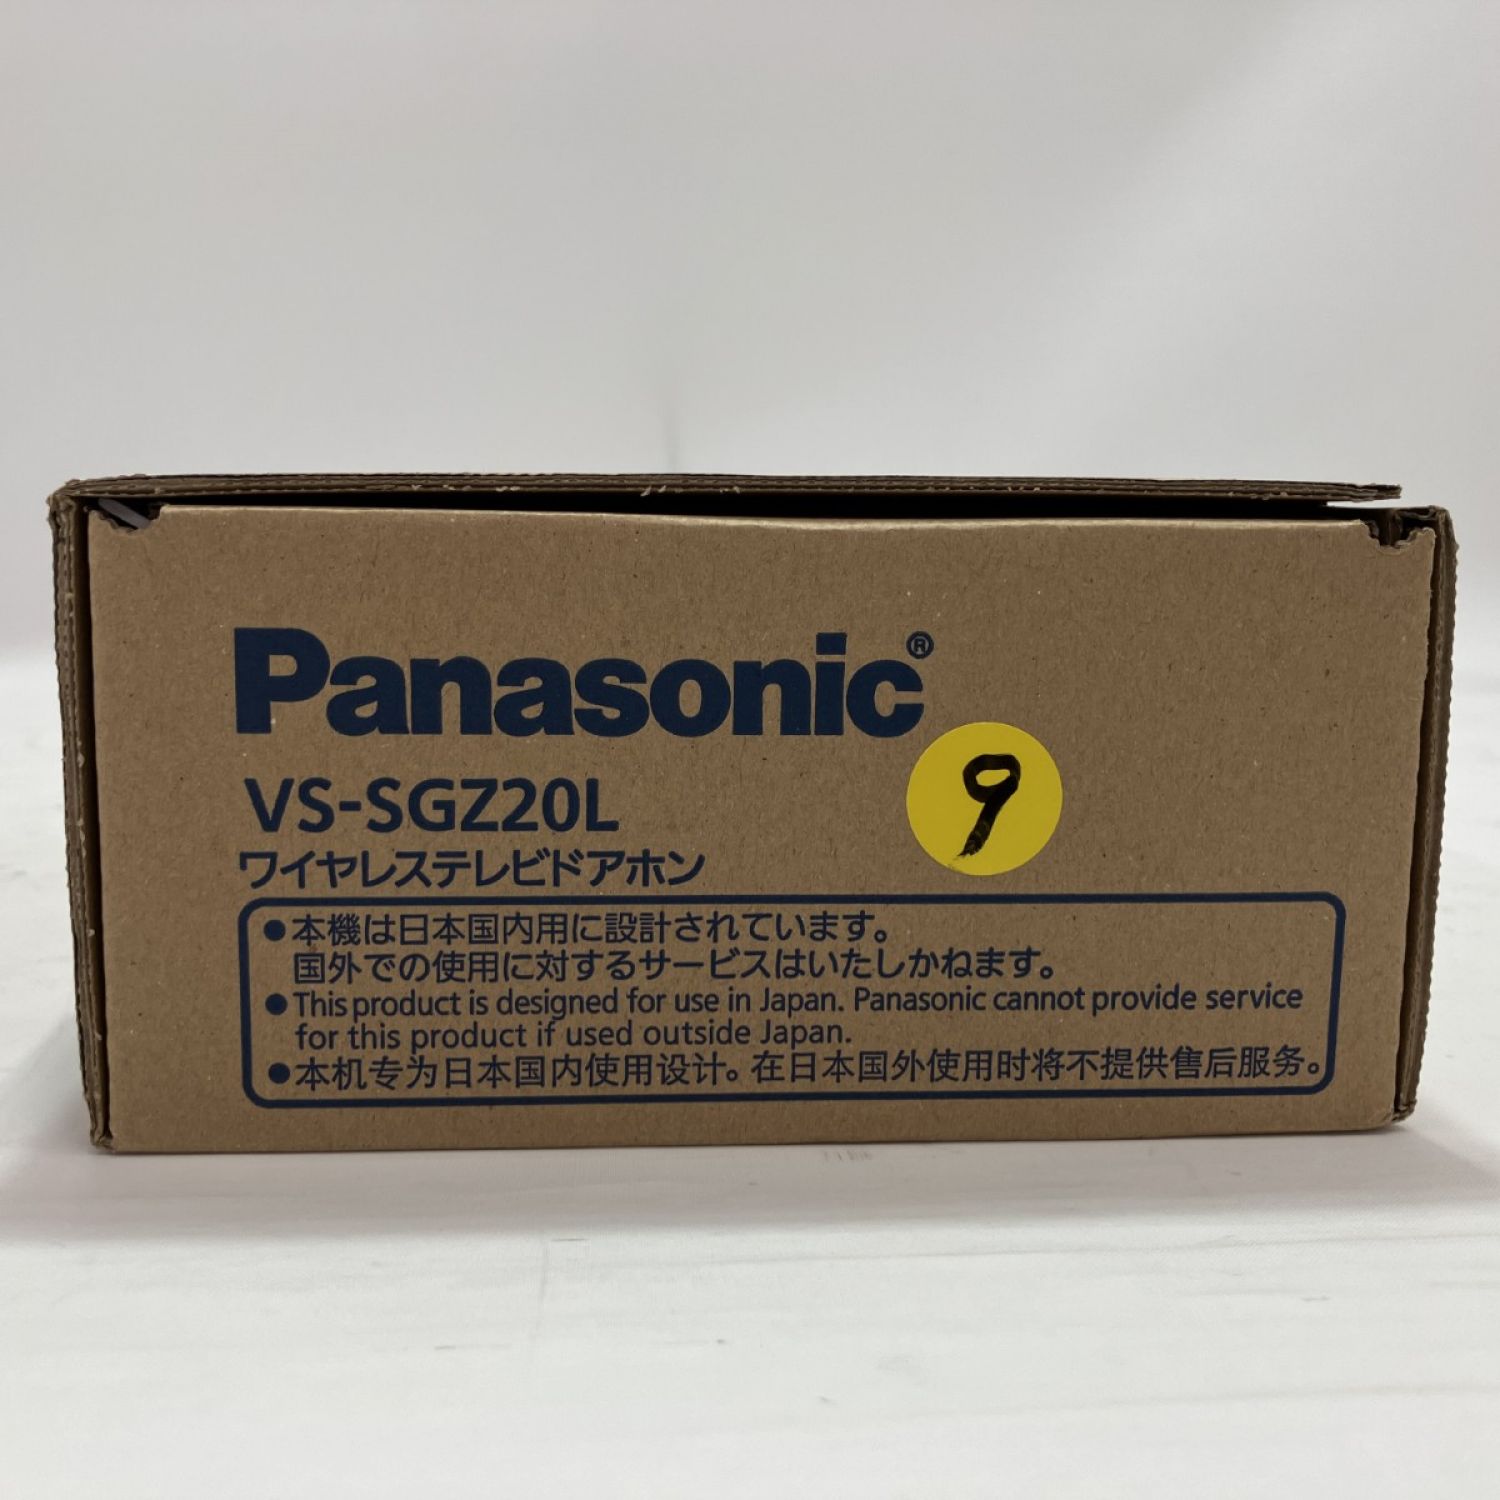 Panasonic®
VS-SGZ20L
9
ワイヤレステレビドアホン
●本機は日本国内用に設計されています。
国外での使用に対するサービスはいたしかねます。
●This product is designed for use in Japan. Panasonic cannot provide service
for this product if used outside Japan.
●本机专为日本国内使用设计。在日本国外使用时将不提供售后服务。